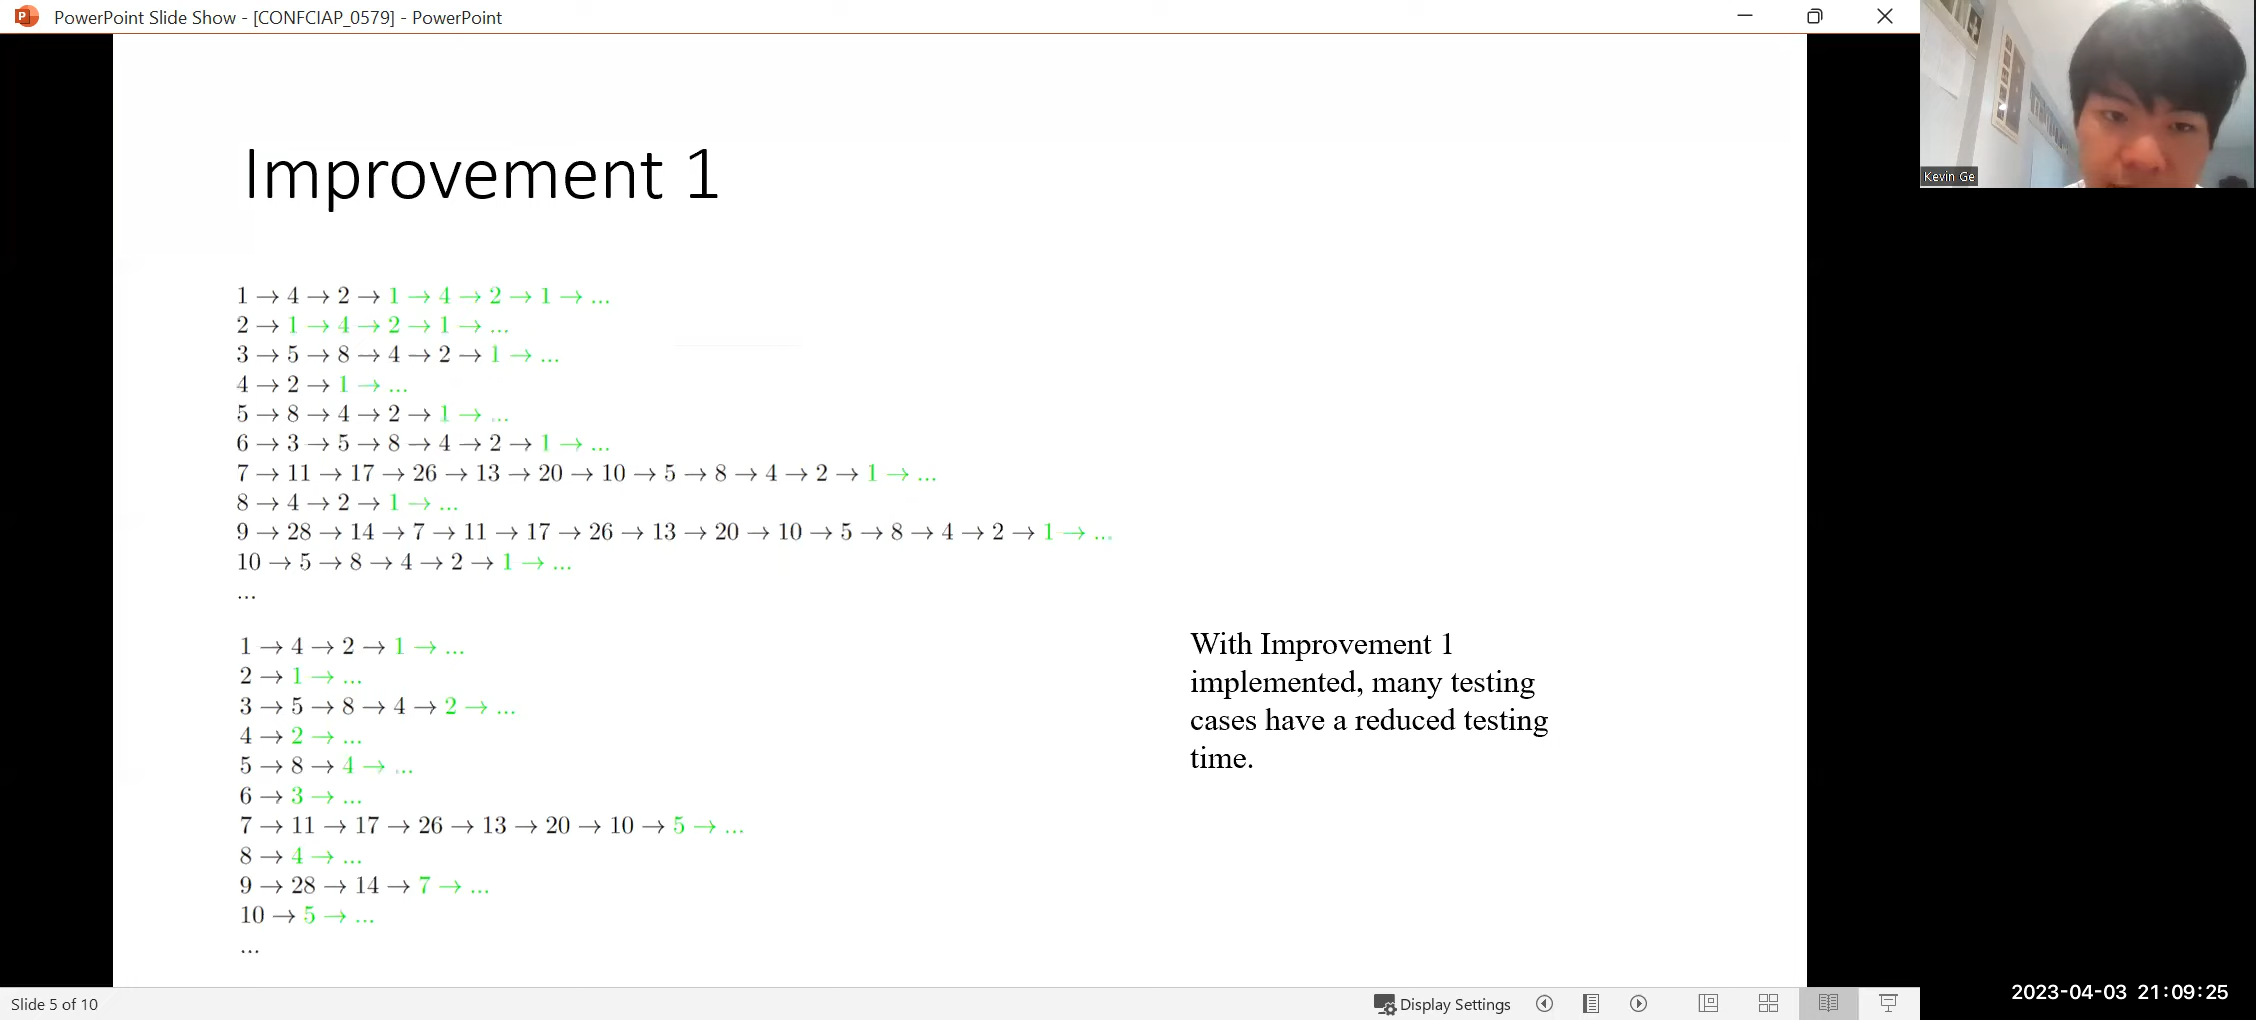 PowerPoint Slide Show - [CONFCIAP_0579] - PowerPoint
Kevin Ge
Improvement 1
1 → 4 → 2 → 1 → 4 → 2 → 1 → ...
2 → 1 → 4 → 2 → 1 → ...
3 → 5 → 8 → 4 → 2 → 1 → ...
4 → 2 → 1 → ...
5 → 8 → 4 → 2 → 1 → ...
6 → 3 → 5 → 8 → 4 → 2 → 1 → ...
7 → 11 → 17 → 26 → 13 → 20 → 10 → 5 → 8 → 4 → 2 → 1 → ...
8 → 4 → 2 → 1 → ...
9 → 28 → 14 → 7 → 11 → 17 → 26 → 13 → 20 → 10 → 5 → 8 → 4 → 2 → 1 → ...
10 → 5 → 8 → 4 → 2 → 1 → ...
...
1 → 4 → 2 → 1 → ...
2 → 1 → ...
3 → 5 → 8 → 4 → 2 → ...
4 → 2 → ...
5 → 8 → 4 → ...
6 → 3 → ...
7 → 11 → 17 → 26 → 13 → 20 → 10 → 5 → ...
8 → 4 → ...
9 → 28 → 14 → 7 → ...
10 → 5 → ...
...
With Improvement 1
implemented, many testing
cases have a reduced testing
time.
Slide 5 of 10
Display Settings
2023-04-03 21:09:25